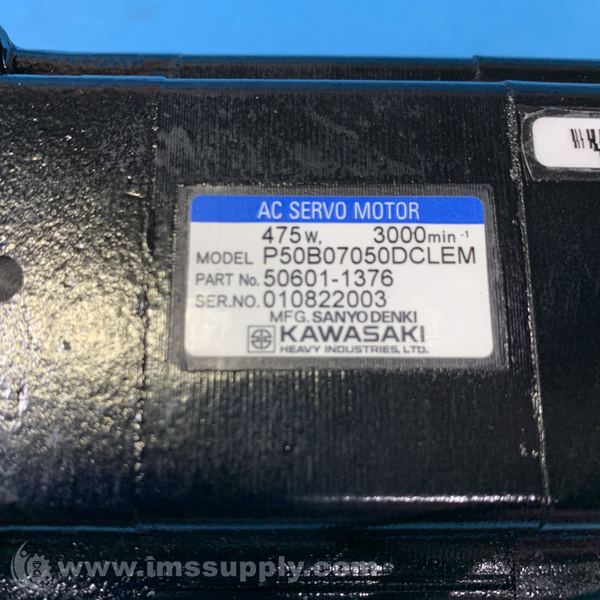 AC SERVO MOTOR
475W. 3000min⁻¹
MODEL P50B07050DCLEM
PART No. 50601-1376
SER.NO. 010822003
MFG. SANYO DENKI
KAWASAKI
HEAVY INDUSTRIES, LTD.
www.imssupply.com